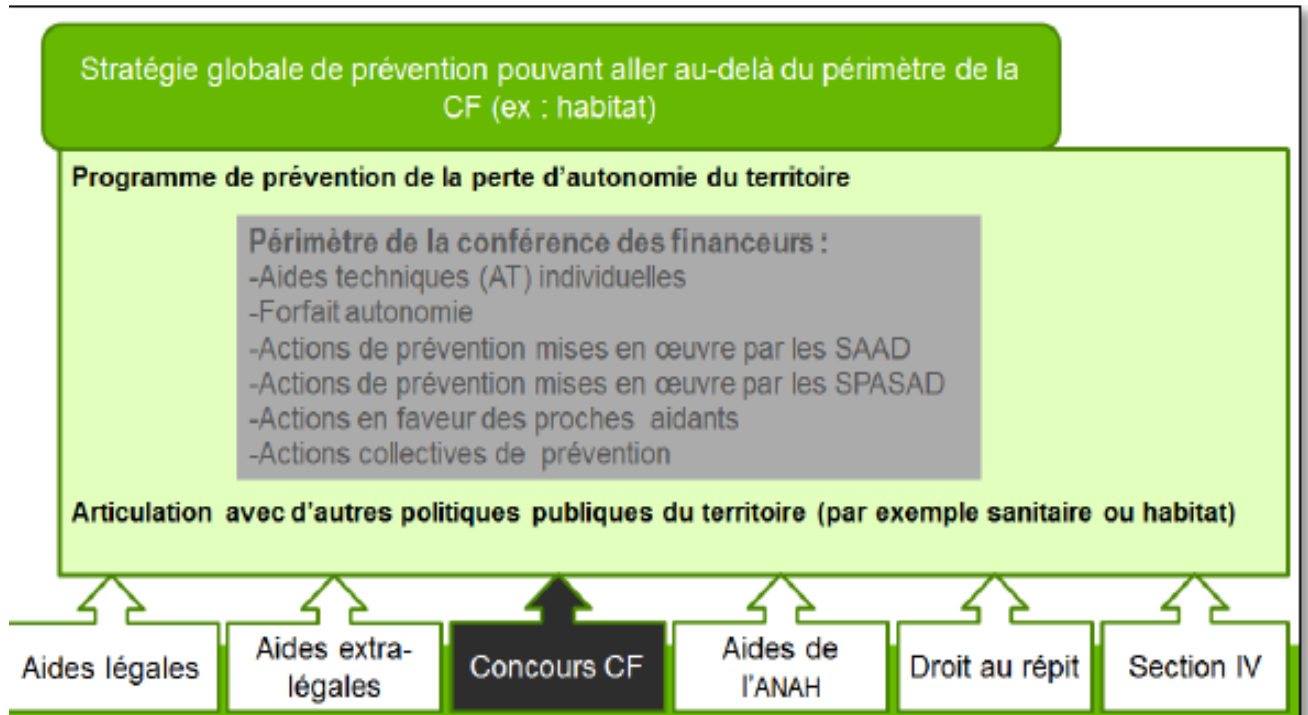 Stratégie globale de prévention pouvant aller au-delà du périmètre de la
CF (ex : habitat)
Programme de prévention de la perte d'autonomie du territoire
Périmètre de la conférence des financeurs :
-Aides techniques (AT) individuelles
-Forfait autonomie
-Actions de prévention mises en œuvre par les SAAD
-Actions de prévention mises en œuvre par les SPASAD
-Actions en faveur des proches aidants
-Actions collectives de prévention
Articulation avec d'autres politiques publiques du territoire (par exemple sanitaire ou habitat)
Aides légales
Aides extra-
légales
Concours CF
Aides de
l'ANAH
Droit au répit
Section IV